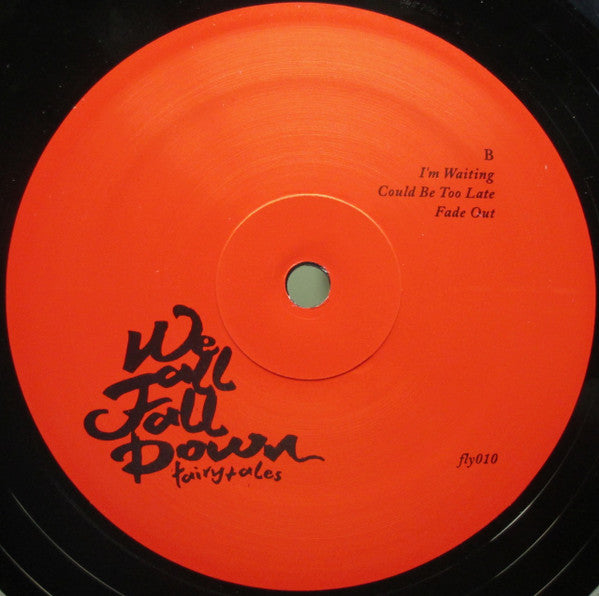 B
I'm Waiting
Could Be Too Late
Fade Out
We
all
Fall
Down
fairytales
fly010